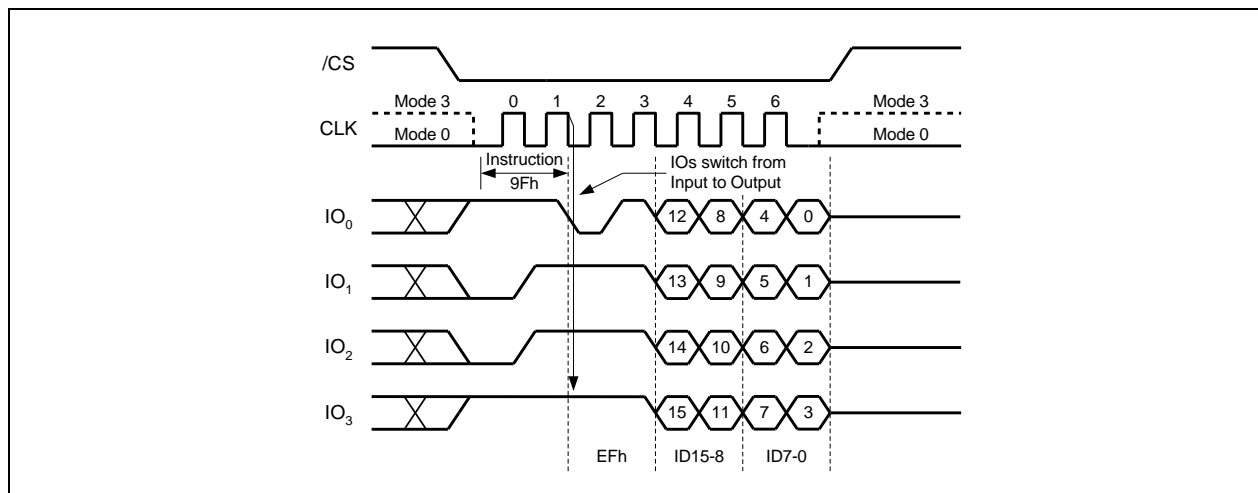 /CS
0 1 2 3 4 5 6
Mode 3 Mode 3
CLK
Mode 0 Mode 0
Instruction
9Fh
IOs switch from
Input to Output
IO0 12 8 4 0
IO1 13 9 5 1
IO2 14 10 6 2
IO3 15 11 7 3
EFh ID15-8 ID7-0